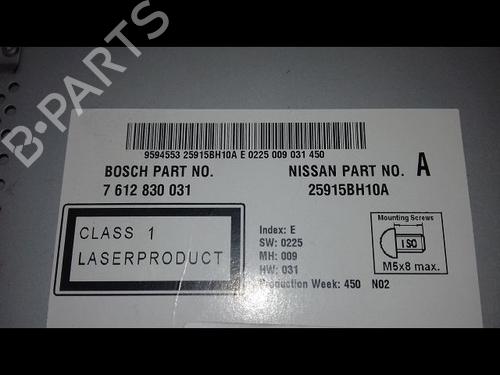 B-PARTS
9594553 25915BH10A E 0225 009 031 450
BOSCH PART NO.
7 612 830 031
NISSAN PART NO. A
25915BH10A
CLASS 1
LASERPRODUCT
Index: E
SW: 0225
MH: 009
HW: 031
Production Week: 450 N02
Mounting Screws
ISO
M5x8 max.